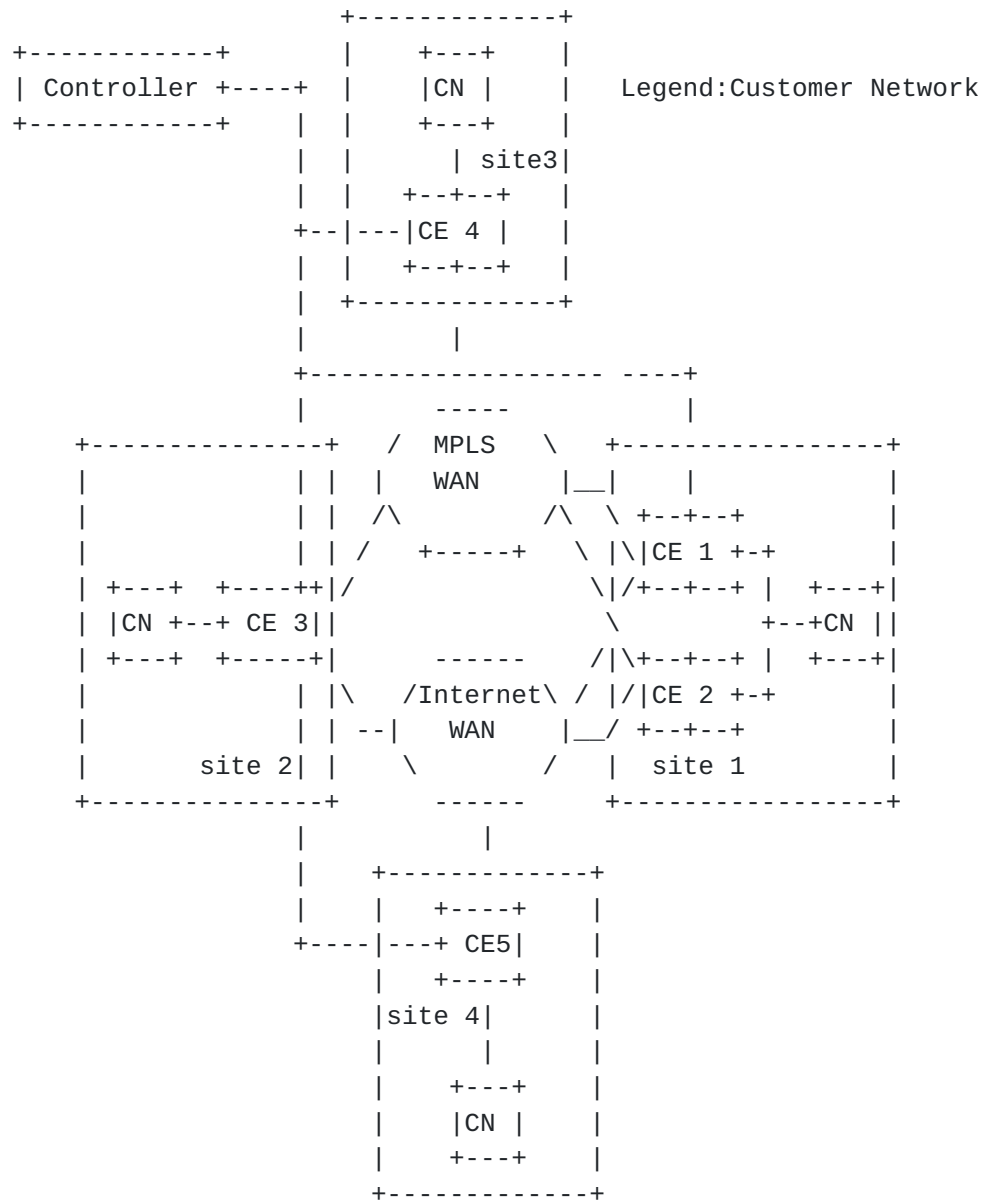 CN
Controller
Legend:Customer Network
site3
CE 4
MPLS
WAN
CE 1
CN
CE 3
CN
Internet
CE 2
WAN
site 2
site 1
CE5
site 4
CN